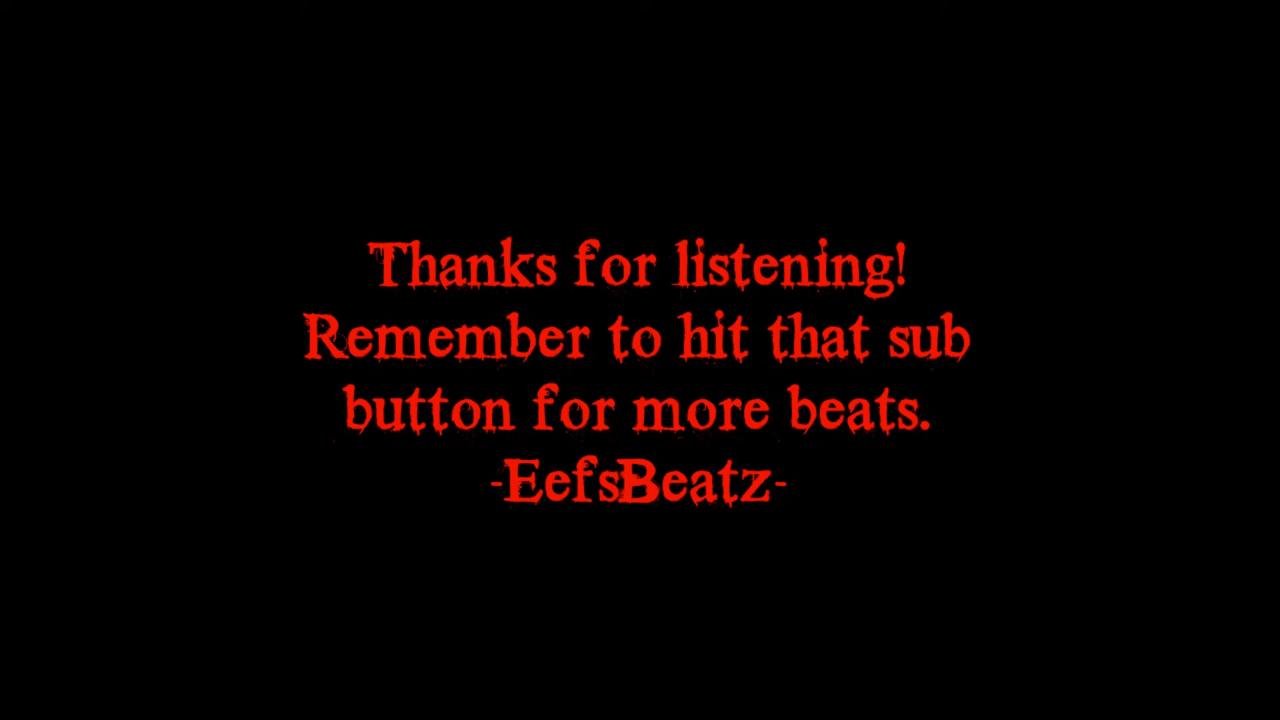 Thanks for listening!
Remember to hit that sub
button for more beats.
-EefsBeatz-